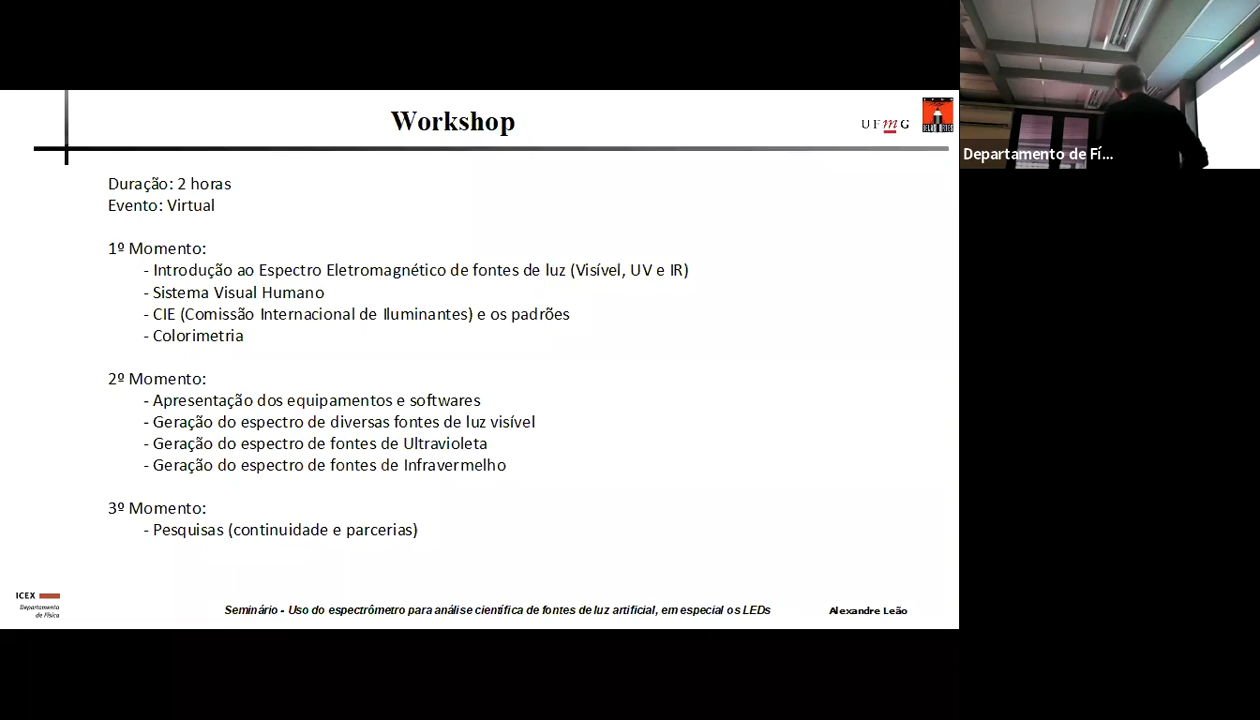 Workshop
UFMG
Departamento de Fí...
Duração: 2 horas
Evento: Virtual
1º Momento:
- Introdução ao Espectro Eletromagnético de fontes de luz (Visível, UV e IR)
- Sistema Visual Humano
- CIE (Comissão Internacional de Iluminantes) e os padrões
- Colorimetria
2º Momento:
- Apresentação dos equipamentos e softwares
- Geração do espectro de diversas fontes de luz visível
- Geração do espectro de fontes de Ultravioleta
- Geração do espectro de fontes de Infravermelho
3º Momento:
- Pesquisas (continuidade e parcerias)
ICEX
Departamento
de Física
Seminário - Uso do espectrômetro para análise científica de fontes de luz artificial, em especial os LEDs
Alexandre Leão